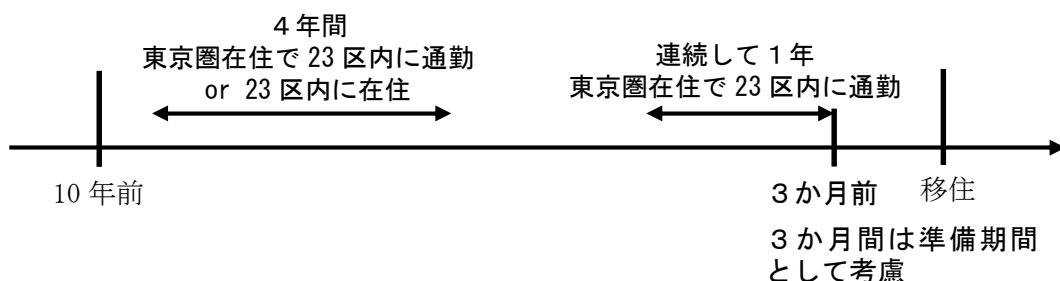 ４年間
東京圏在住で 23 区内に通勤
or 23 区内に在住
連続して１年
東京圏在住で 23 区内に通勤
10 年前
３か月前
移住
３か月間は準備期間
として考慮